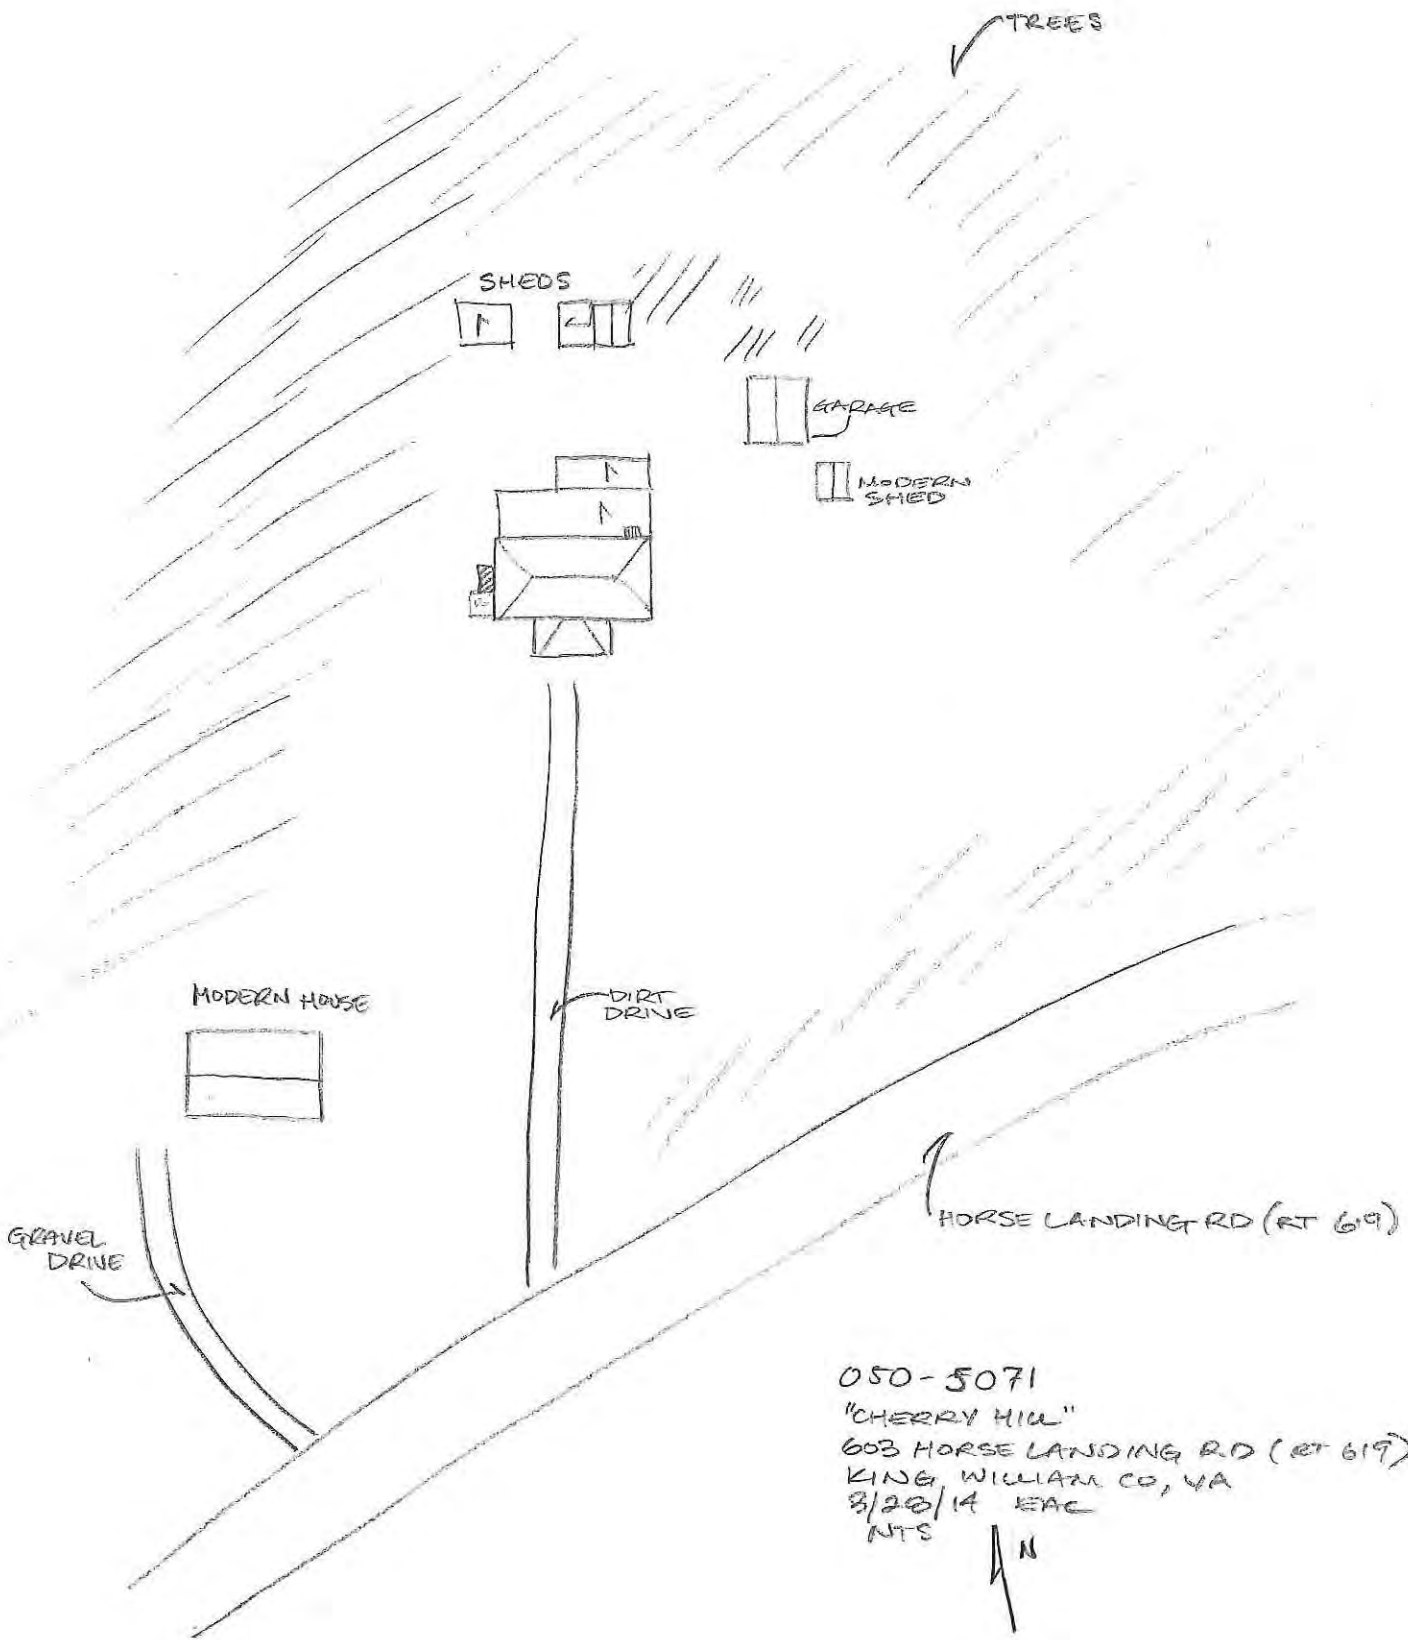 TREES
SHEDS
GARAGE
MODERN
SHED
MODERN HOUSE
DIRT
DRIVE
GRAVEL
DRIVE
HORSE LANDING RD (RT 619)
050-5071
"CHERRY HILL"
603 HORSE LANDING RD (RT 619)
KING WILLIAM CO, VA
3/28/14 EAC
NTS
N